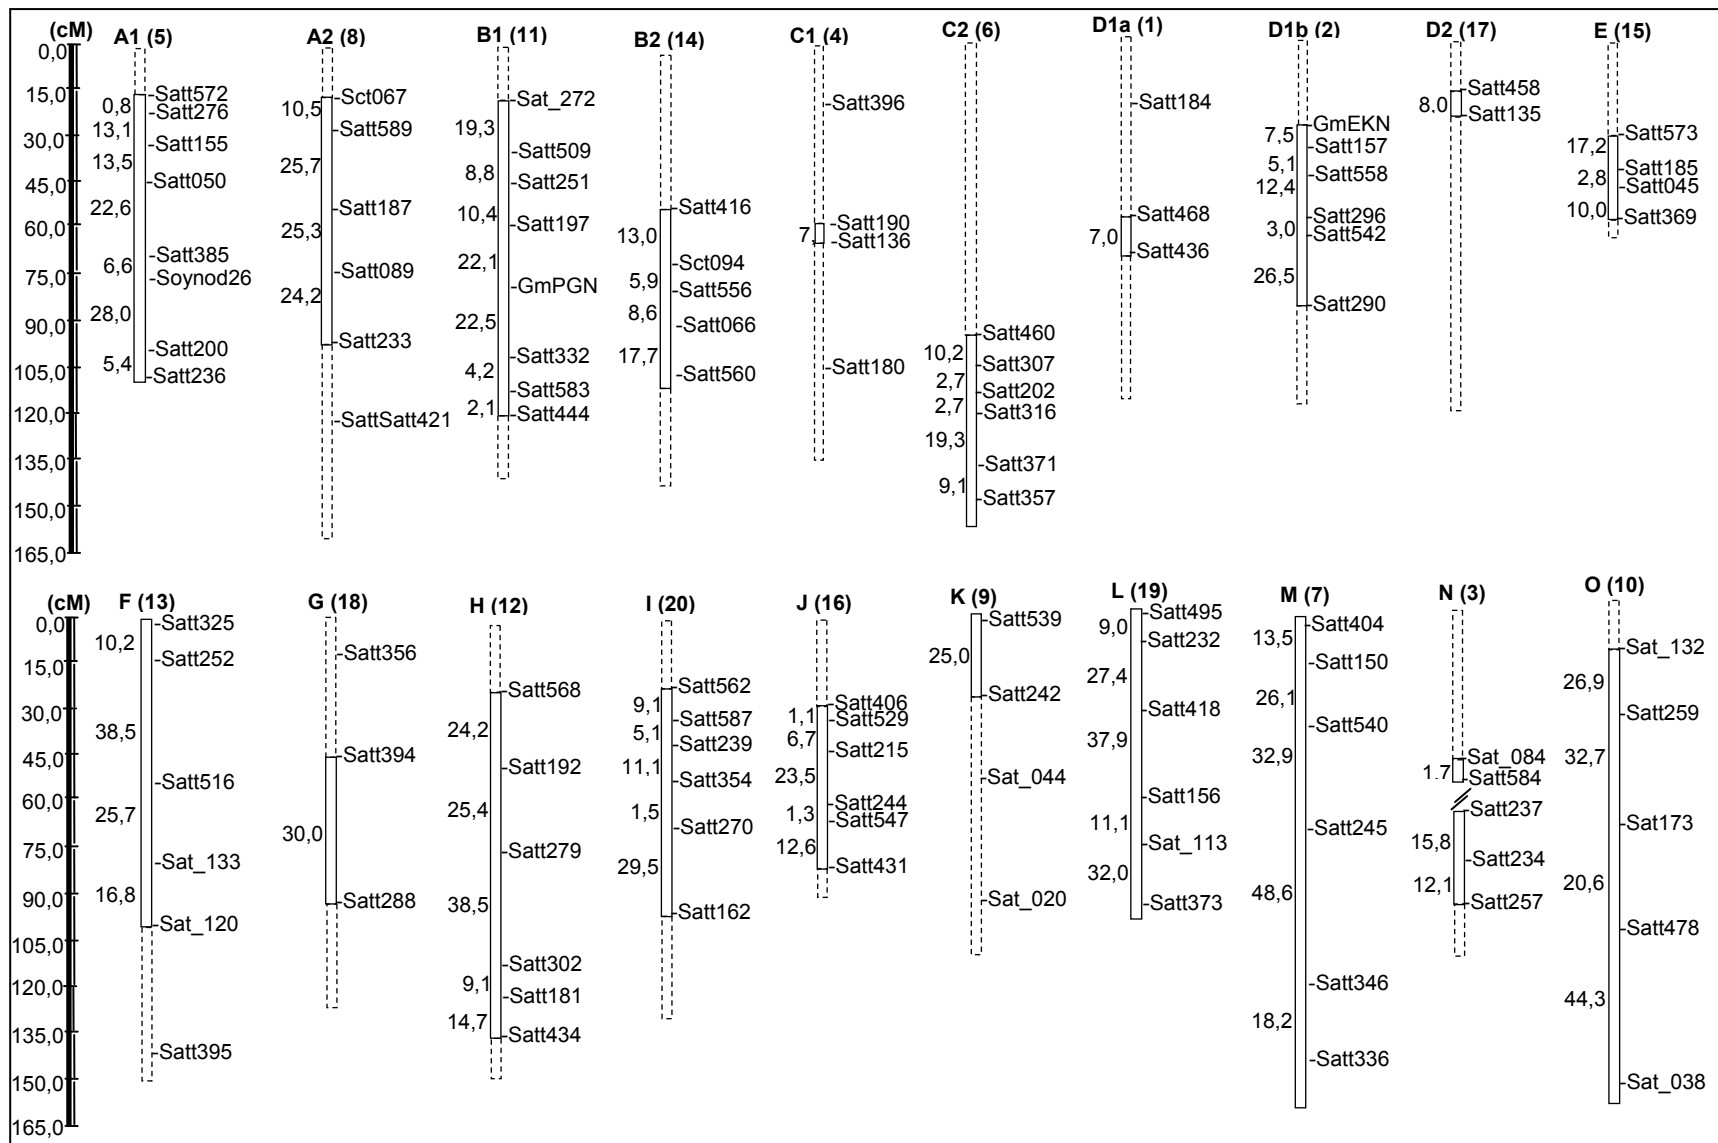 (cM)
0,0
15,0
30,0
45,0
60,0
75,0
90,0
105,0
120,0
135,0
150,0
165,0
A1 (5)
0,8
13,1
13,5
22,6
6,6
28,0
5,4
Satt572
Satt276
Satt155
Satt050
Satt385
Soynod26
Satt200
Satt236
A2 (8)
10,5
25,7
25,3
24,2
Sct067
Satt589
Satt187
Satt089
Satt233
SattSatt421
B1 (11)
19,3
8,8
10,4
22,1
22,5
4,2
2,1
Sat_272
Satt509
Satt251
Satt197
GmPGN
Satt332
Satt583
Satt444
B2 (14)
13,0
5,9
8,6
17,7
Satt416
Sct094
Satt556
Satt066
Satt560
C1 (4)
7,
Satt396
Satt190
Satt136
Satt180
C2 (6)
10,2
2,7
2,7
19,3
9,1
Satt460
Satt307
Satt202
Satt316
Satt371
Satt357
D1a (1)
7,0
Satt184
Satt468
Satt436
D1b (2)
7,5
5,1
12,4
3,0
26,5
GmEKN
Satt157
Satt558
Satt296
Satt542
Satt290
D2 (17)
8,0
Satt458
Satt135
E (15)
17,2
2,8
10,0
Satt573
Satt185
Satt045
Satt369
(cM)
0,0
15,0
30,0
45,0
60,0
75,0
90,0
105,0
120,0
135,0
150,0
165,0
F (13)
10,2
38,5
25,7
16,8
Satt325
Satt252
Satt516
Sat_133
Sat_120
Satt395
G (18)
30,0
Satt356
Satt394
Satt288
H (12)
24,2
25,4
38,5
9,1
14,7
Satt568
Satt192
Satt279
Satt302
Satt181
Satt434
I (20)
9,1
5,1
11,1
1,5
29,5
Satt562
Satt587
Satt239
Satt354
Satt270
Satt162
J (16)
1,1
6,7
23,5
1,3
12,6
Satt406
Satt529
Satt215
Satt244
Satt547
Satt431
K (9)
25,0
Satt539
Satt242
Sat_044
Sat_020
L (19)
9,0
27,4
37,9
11,1
32,0
Satt495
Satt232
Satt418
Satt156
Sat_113
Satt373
M (7)
13,5
26,1
32,9
48,6
18,2
Satt404
Satt150
Satt540
Satt245
Satt346
Satt336
N (3)
1,7
15,8
12,1
Sat_084
Satt584
Satt237
Satt234
Satt257
O (10)
26,9
32,7
20,6
44,3
Sat_132
Satt259
Sat173
Satt478
Sat_038